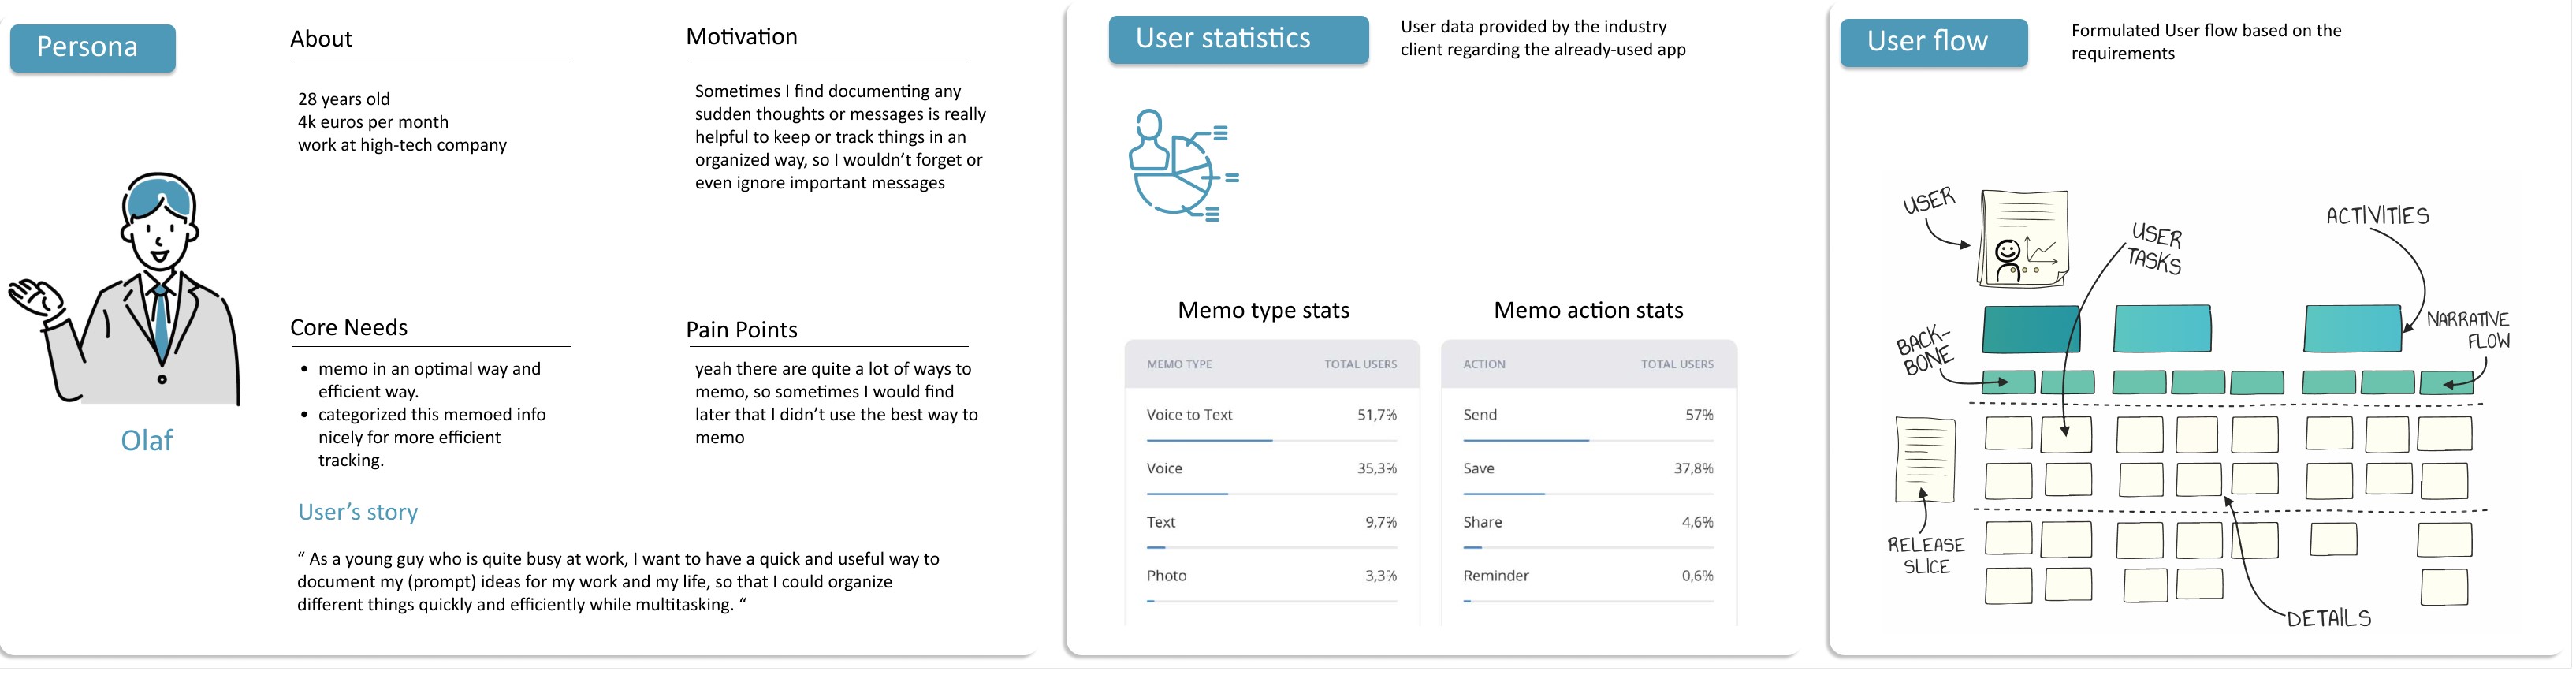 Persona
About
28 years old
4k euros per month
work at high-tech company
Motivation
Sometimes I find documenting any
sudden thoughts or messages is really
helpful to keep or track things in an
organized way, so I wouldn’t forget or
even ignore important messages
Olaf
Core Needs
• memo in an optimal way and
efficient way.
• categorized this memoed info
nicely for more efficient
tracking.
Pain Points
yeah there are quite a lot of ways to
memo, so sometimes I would find
later that I didn’t use the best way to
memo
User’s story
“ As a young guy who is quite busy at work, I want to have a quick and useful way to
document my (prompt) ideas for my work and my life, so that I could organize
different things quickly and efficiently while multitasking. “
User statistics
User data provided by the industry
client regarding the already-used app
Memo type stats
MEMO TYPE TOTAL USERS
Voice to Text 51,7%
Voice 35,3%
Text 9,7%
Photo 3,3%
Memo action stats
ACTION TOTAL USERS
Send 57%
Save 37,8%
Share 4,6%
Reminder 0,6%
User flow
Formulated User flow based on the
requirements
USER
USER
TASKS
ACTIVITIES
BACK-
BONE
NARRATIVE
FLOW
RELEASE
SLICE
DETAILS